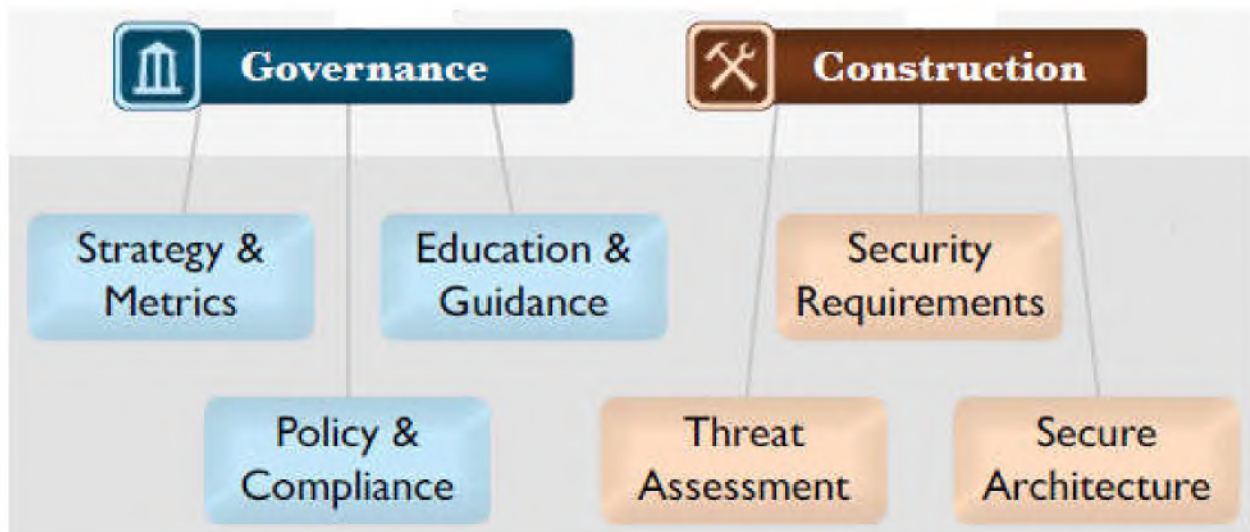 Governance
Construction
Strategy &
Metrics
Education &
Guidance
Security
Requirements
Policy &
Compliance
Threat
Assessment
Secure
Architecture